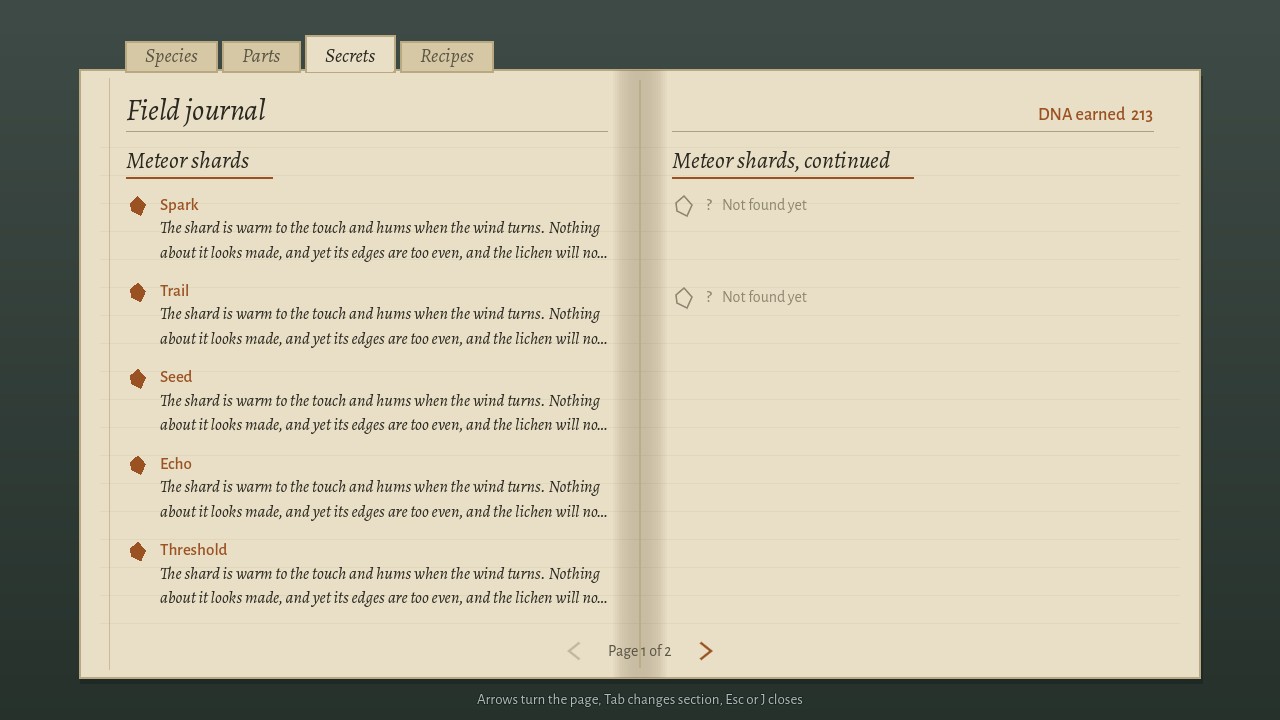 Species
Parts
Secrets
Recipes
Field journal
DNA earned 213
Meteor shards
Spark
The shard is warm to the touch and hums when the wind turns. Nothing
about it looks made, and yet its edges are too even, and the lichen will no...
Trail
The shard is warm to the touch and hums when the wind turns. Nothing
about it looks made, and yet its edges are too even, and the lichen will no...
Seed
The shard is warm to the touch and hums when the wind turns. Nothing
about it looks made, and yet its edges are too even, and the lichen will no...
Echo
The shard is warm to the touch and hums when the wind turns. Nothing
about it looks made, and yet its edges are too even, and the lichen will no...
Threshold
The shard is warm to the touch and hums when the wind turns. Nothing
about it looks made, and yet its edges are too even, and the lichen will no...
Meteor shards, continued
? Not found yet
? Not found yet
Page 1 of 2
Arrows turn the page, Tab changes section, Esc or J closes